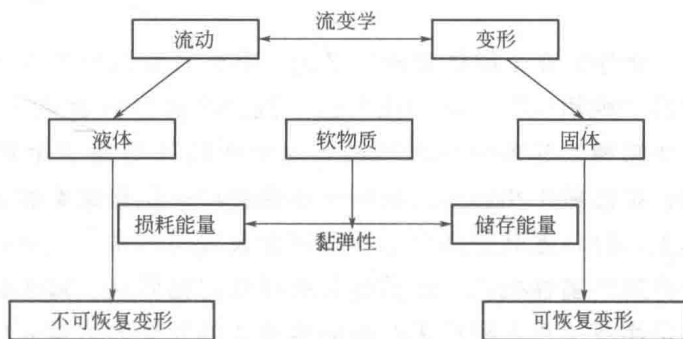 流变学
流动
变形
液体
软物质
固体
损耗能量
储存能量
黏弹性
不可恢复变形
可恢复变形